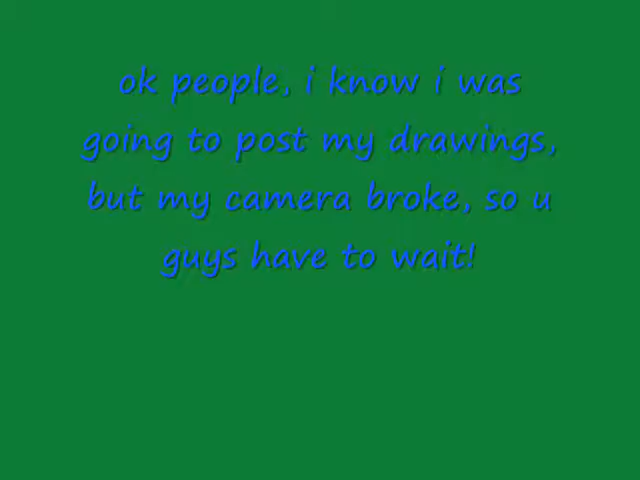 ok people, i know i was
going to post my drawings,
but my camera broke, so u
guys have to wait!